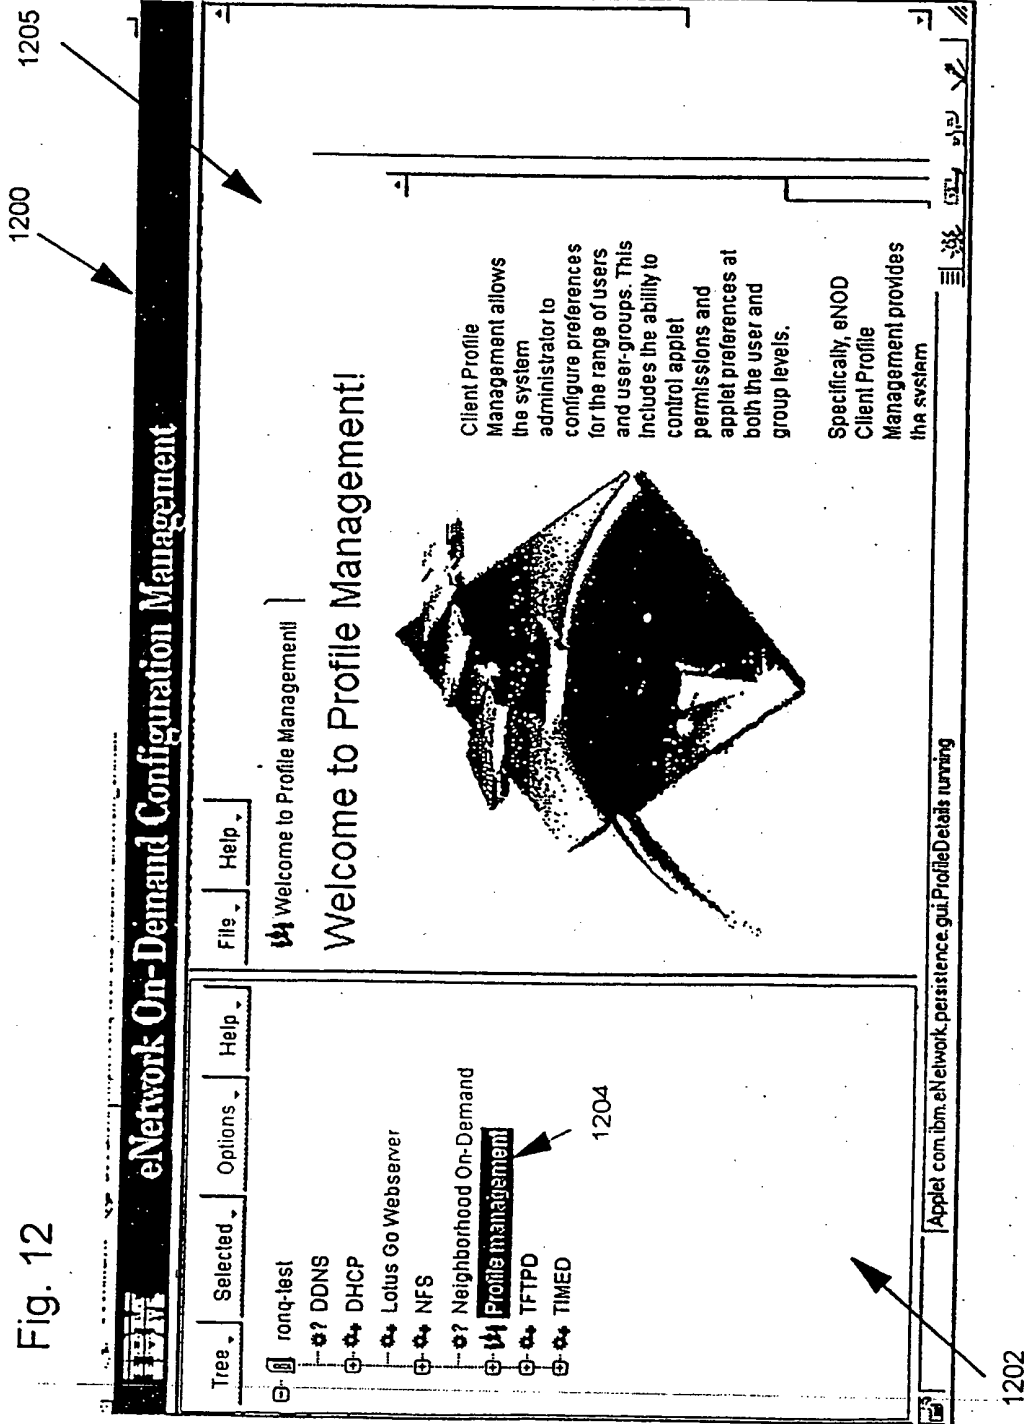 Fig. 12
1200
1205
IBM
eNetwork On-Demand Configuration Management
Tree
Selected
Options
Help
ronq-test
? DDNS
DHCP
Lotus Go Webserver
NFS
? Neighborhood On-Demand
Profile management
TFTPD
TIMED
1204
1202
File
Help
Welcome to Profile Management!
Welcome to Profile Management!
Client Profile
Management allows
the system
administrator to
configure preferences
for the range of users
and user-groups. This
includes the ability to
control applet
permissions and
applet preferences at
both the user and
group levels.
Specifically, eNOD
Client Profile
Management provides
the system
Applet com.ibm.eNetwork.persistence.gui.ProfileDetails running